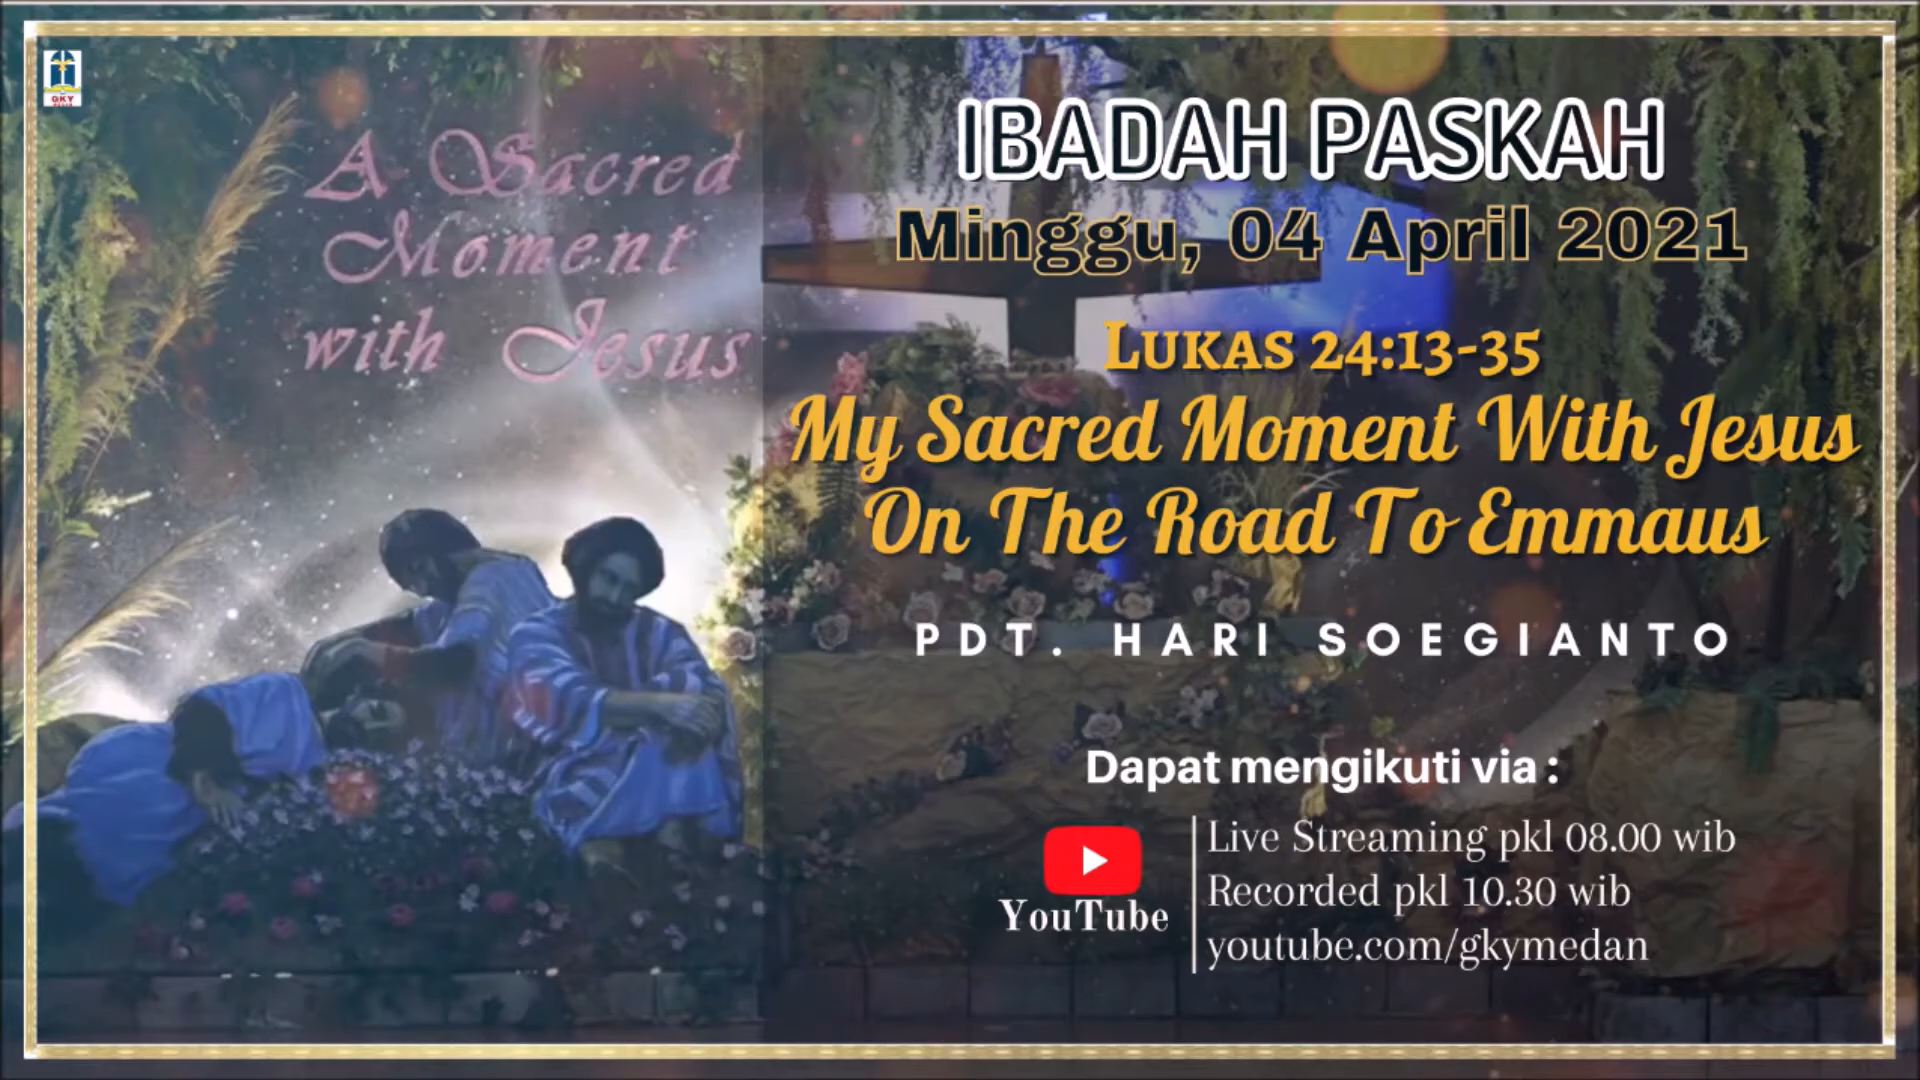 GKY
A Sacred
Moment
with Jesus
IBADAH PASKAH
Minggu, 04 April 2021
LUKAS 24:13-35
My Sacred Moment With Jesus
On The Road To Emmaus
PDT. HARI SOEGIANTO
Dapat mengikuti via :
YouTube
Live Streaming pkl 08.00 wib
Recorded pkl 10.30 wib
youtube.com/gkymedan